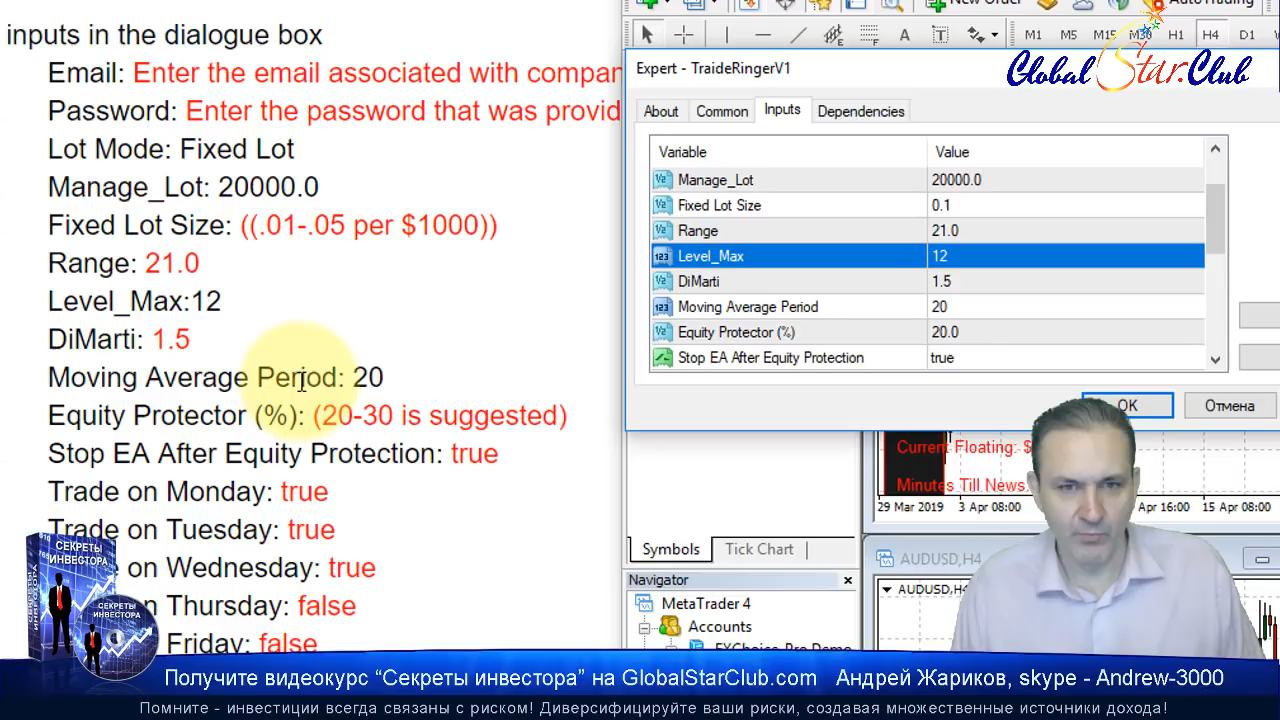 inputs in the dialogue box
Email: Enter the email associated with compan
Password: Enter the password that was provid
Lot Mode: Fixed Lot
Manage_Lot: 20000.0
Fixed Lot Size: ((.01-.05 per $1000))
Range: 21.0
Level_Max:12
DiMarti: 1.5
Moving Average Period: 20
Equity Protector (%): (20-30 is suggested)
Stop EA After Equity Protection: true
Trade on Monday: true
Trade on Tuesday: true
on Wednesday: true
on Thursday: false
Friday: false
New Order
AutoTrading
M1 M5 M15 M30 H1 H4 D1
Global Star.Club
Expert - TraideRingerV1
About Common Inputs Dependencies
Variable Value
Manage_Lot 20000.0
Fixed Lot Size 0.1
Range 21.0
Level_Max 12
DiMarti 1.5
Moving Average Period 20
Equity Protector (%) 20.0
Stop EA After Equity Protection true
OK Отмена
Current Floating: $
Minutes Till News:
29 Mar 2019 3 Apr 08:00 Apr 16:00 15 Apr 08:00
Symbols Tick Chart
AUDUSD,H4
AUDUSD,H4
Navigator
MetaTrader 4
Accounts
FXChoice-Pro Demo
СЕКРЕТЫ
ИНВЕСТОРА
СЕКРЕТЫ
ИНВЕСТОРА
Получите видеокурс “Секреты инвестора” на GlobalStarClub.com Андрей Жариков, skype - Andrew-3000
Помните - инвестиции всегда связаны с риском! Диверсифицируйте ваши риски, создавая множественные источники дохода!